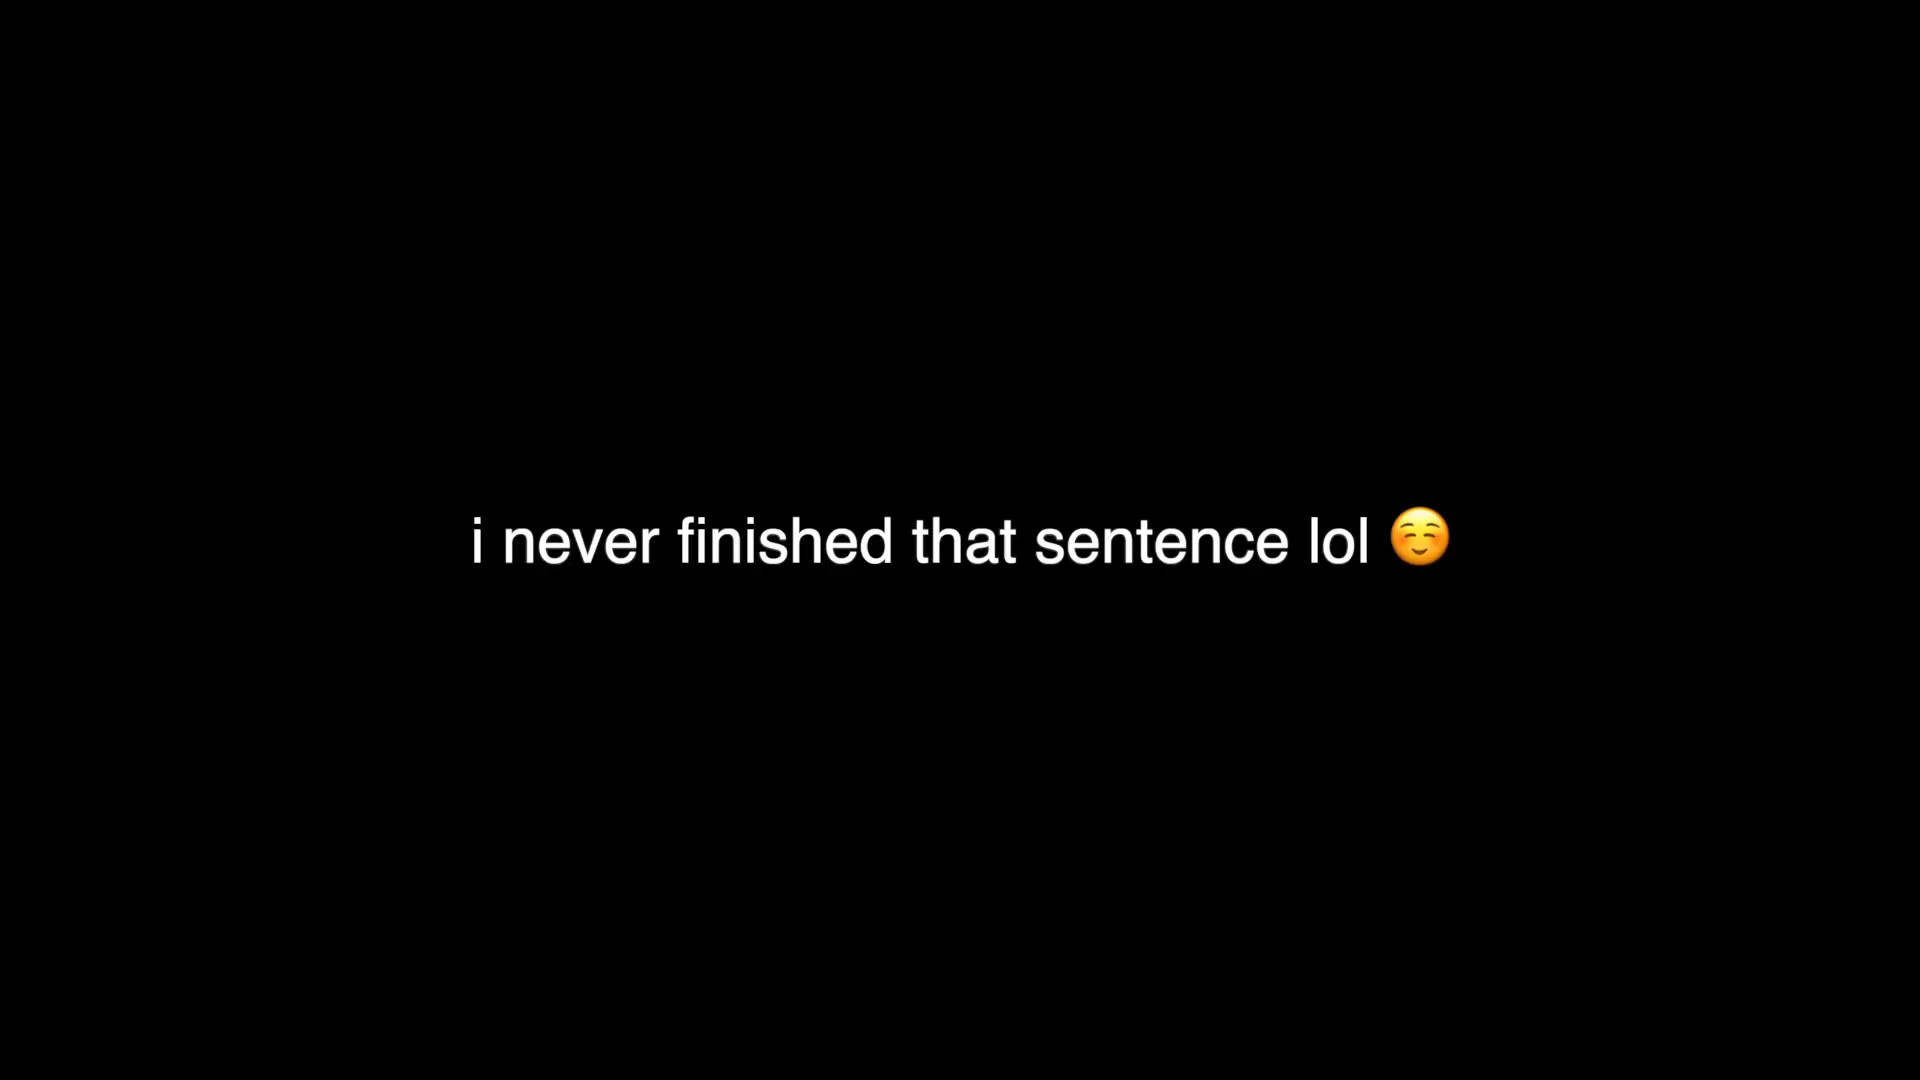 i never finished that sentence lol ☺️